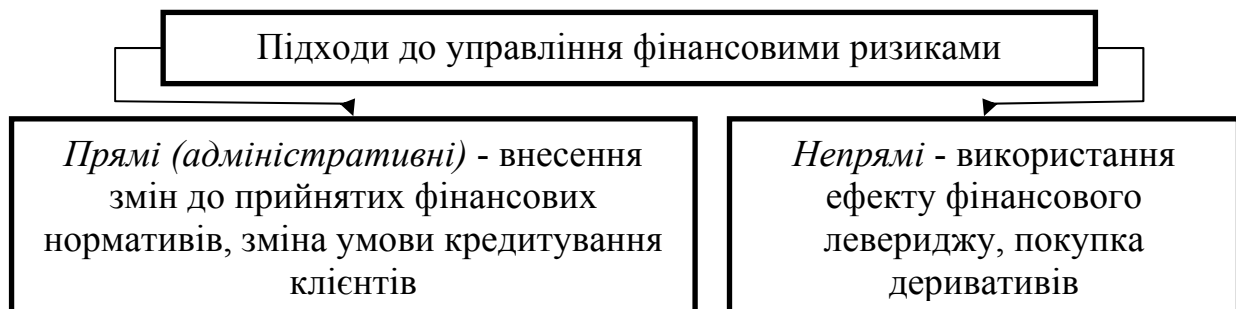 Підходи до управління фінансовими ризиками
Прямі (адміністративні) - внесення
змін до прийнятих фінансових
нормативів, зміна умови кредитування
клієнтів
Непрямі - використання
ефекту фінансового
левериджу, покупка
деривативів